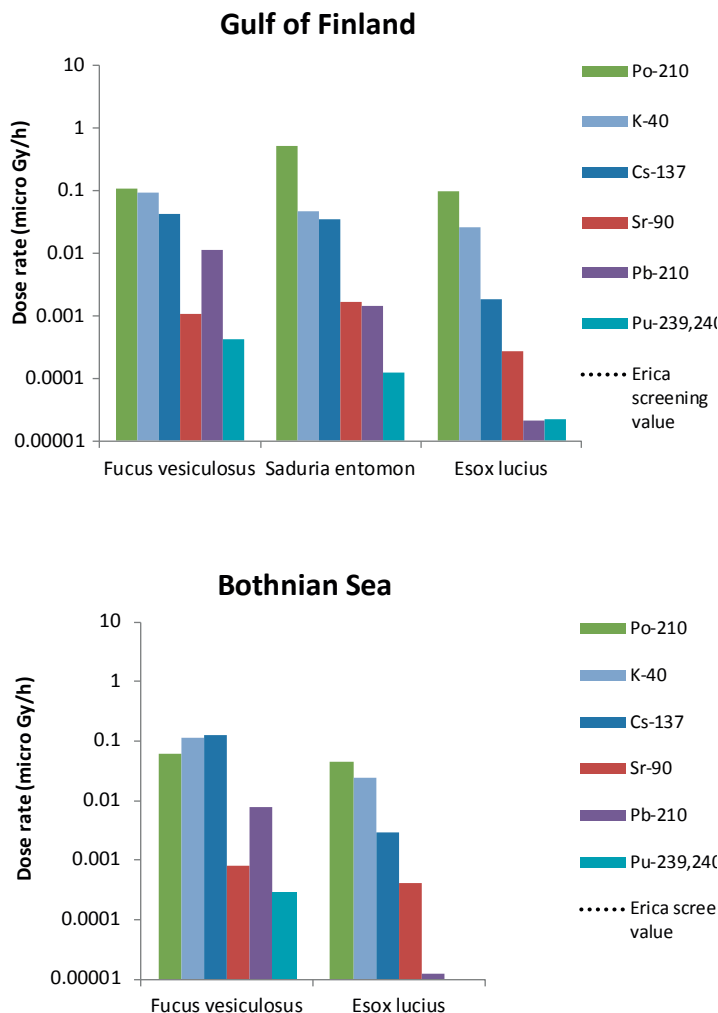 Gulf of Finland
Dose rate (micro Gy/h)
10
1
0.1
0.01
0.001
0.0001
0.00001
Fucus vesiculosus
Saduria entomon
Esox lucius
Po-210
K-40
Cs-137
Sr-90
Pb-210
Pu-239,240
Erica
screening
value
Bothnian Sea
Dose rate (micro Gy/h)
10
1
0.1
0.01
0.001
0.0001
0.00001
Fucus vesiculosus
Esox lucius
Po-210
K-40
Cs-137
Sr-90
Pb-210
Pu-239,240
Erica scree
value